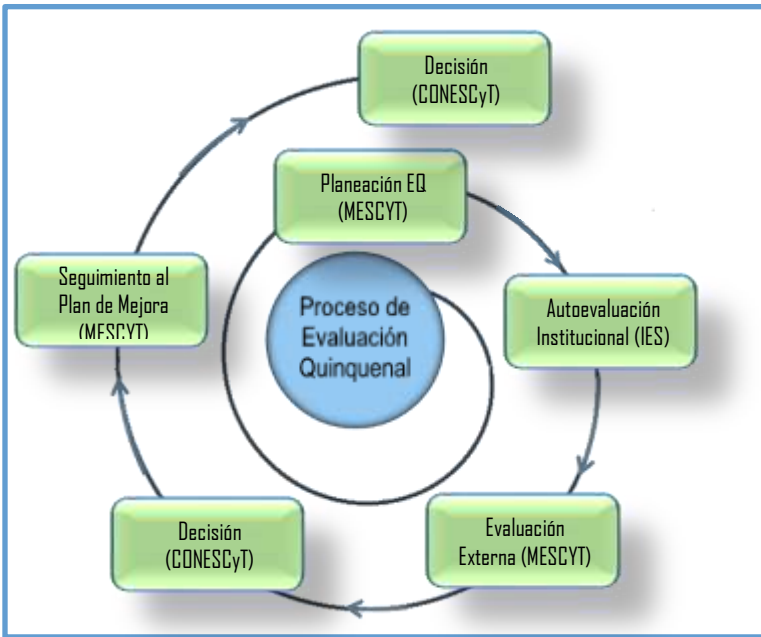 Decisión
(CONESCyT)
Planeación EQ
(MESCYT)
Seguimiento al
Plan de Mejora
(MESCYT)
Proceso de
Evaluación
Quinquenal
Autoevaluación
Institucional (IES)
Decisión
(CONESCyT)
Evaluación
Externa (MESCYT)